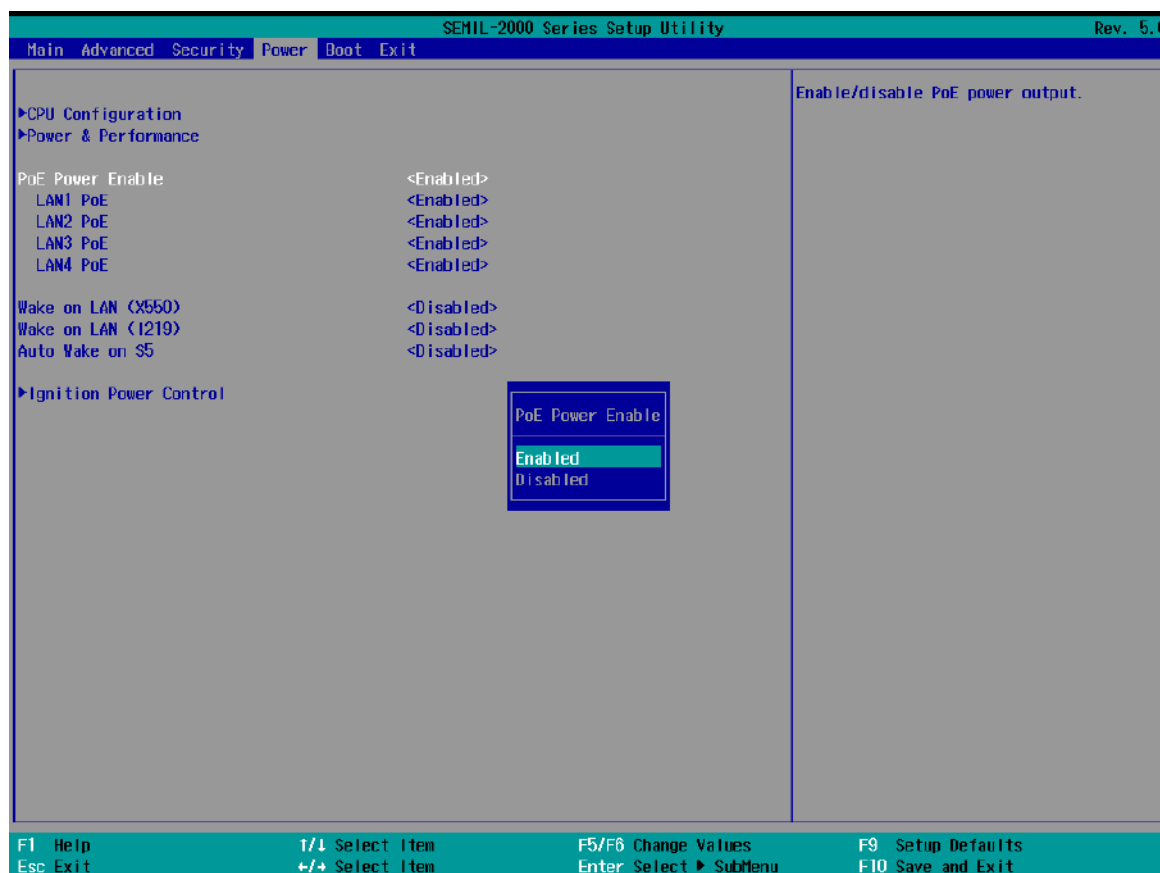 SEMIL-2000 Series Setup Utility Rev. 5.
Main Advanced Security Power Boot Exit
Enable/disable PoE power output.
▶CPU Configuration
▶Power & Performance
PoE Power Enable <Enabled>
LAN1 PoE <Enabled>
LAN2 PoE <Enabled>
LAN3 PoE <Enabled>
LAN4 PoE <Enabled>
Wake on LAN (X550) <Disabled>
Wake on LAN (I219) <Disabled>
Auto Wake on S5 <Disabled>
▶Ignition Power Control
PoE Power Enable
Enabled
Disabled
F1 Help ↑/↓ Select Item F5/F6 Change Values F9 Setup Defaults
Esc Exit ←/→ Select Item Enter Select ▶ SubMenu F10 Save and Exit